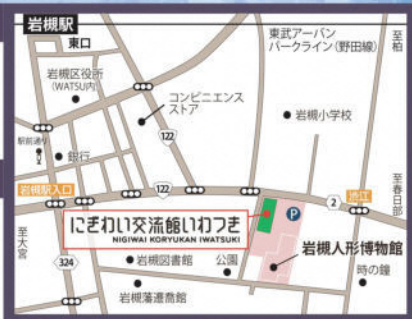 岩槻駅
東口
東武アーバン
パークライン(野田線)
至柏
岩槻区役所
(WATSU内)
コンビニエンス
ストア
岩槻小学校
122
駅前通り
銀行
岩槻駅入口
122
2
渋江
至春日部
P
にぎわい交流館いわつき
NIGIWAI KORYUKAN IWATSUKI
至大宮
324
岩槻図書館
公園
岩槻人形博物館
岩槻藩遷喬館
時の鐘